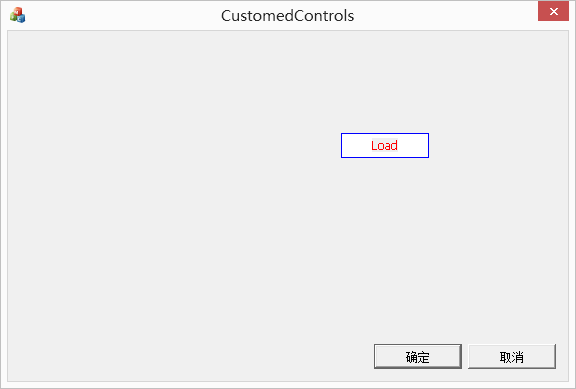 CustomedControls
Load
确定 取消